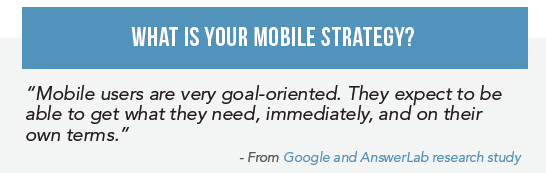 WHAT IS YOUR MOBILE STRATEGY?
“Mobile users are very goal-oriented. They expect to be
able to get what they need, immediately, and on their
own terms.”
- From Google and AnswerLab research study